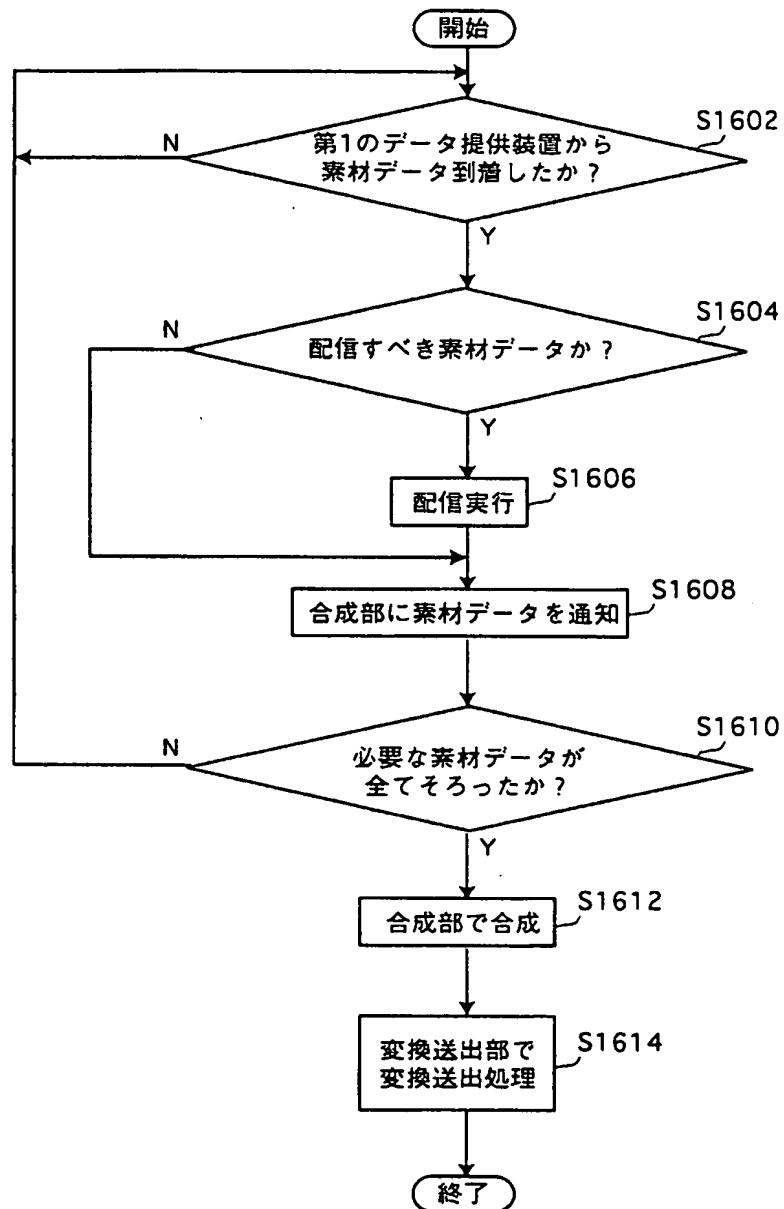 開始
第1のデータ提供装置から
素材データ到着したか？
S1602
N
Y
配信すべき素材データか？
S1604
N
Y
配信実行
S1606
合成部に素材データを通知
S1608
必要な素材データが
全てそろったか？
S1610
N
Y
合成部で合成
S1612
変換送出部で
変換送出処理
S1614
終了